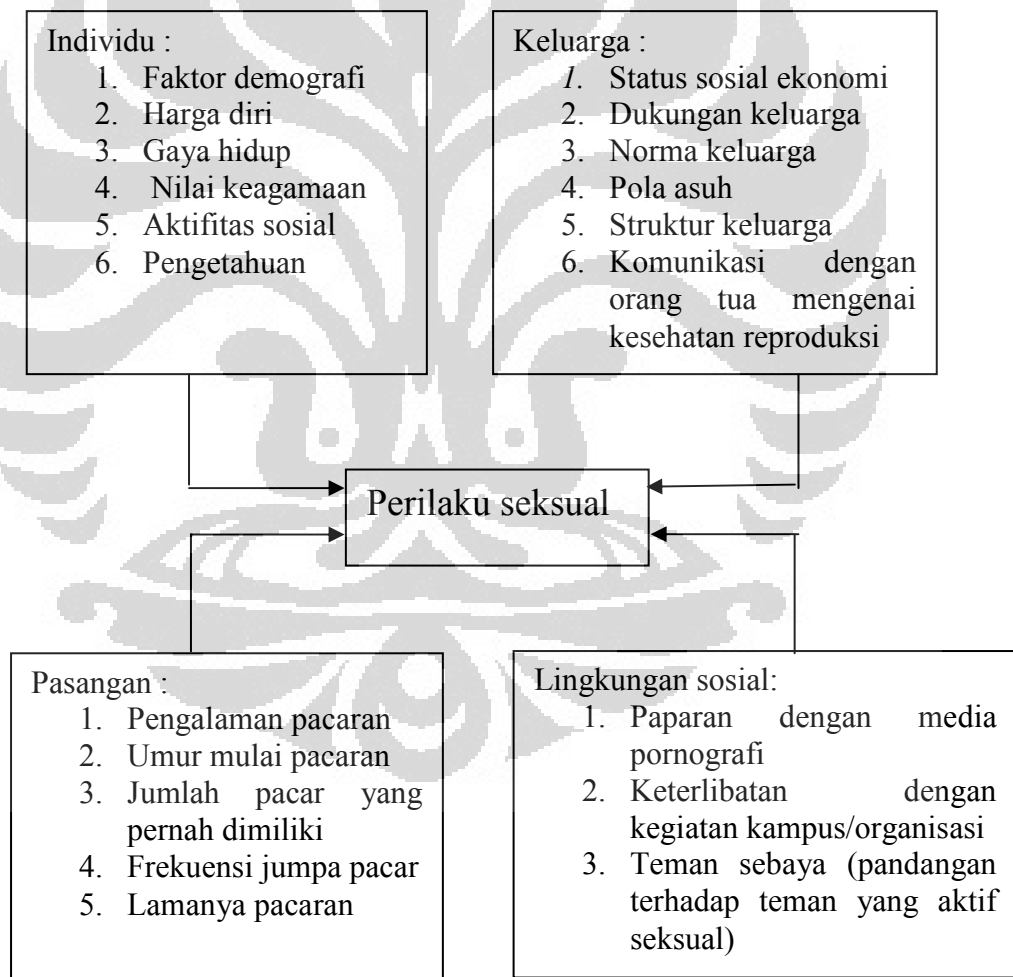 Individu :
1. Faktor demografi
2. Harga diri
3. Gaya hidup
4. Nilai keagamaan
5. Aktifitas sosial
6. Pengetahuan
Keluarga :
1. Status sosial ekonomi
2. Dukungan keluarga
3. Norma keluarga
4. Pola asuh
5. Struktur keluarga
6. Komunikasi dengan
orang tua mengenai
kesehatan reproduksi
Perilaku seksual
Pasangan :
1. Pengalaman pacaran
2. Umur mulai pacaran
3. Jumlah pacar yang
pernah dimiliki
4. Frekuensi jumpa pacar
5. Lamanya pacaran
Lingkungan sosial:
1. Paparan dengan media
pornografi
2. Keterlibatan dengan
kegiatan kampus/organisasi
3. Teman sebaya (pandangan
terhadap teman yang aktif
seksual)